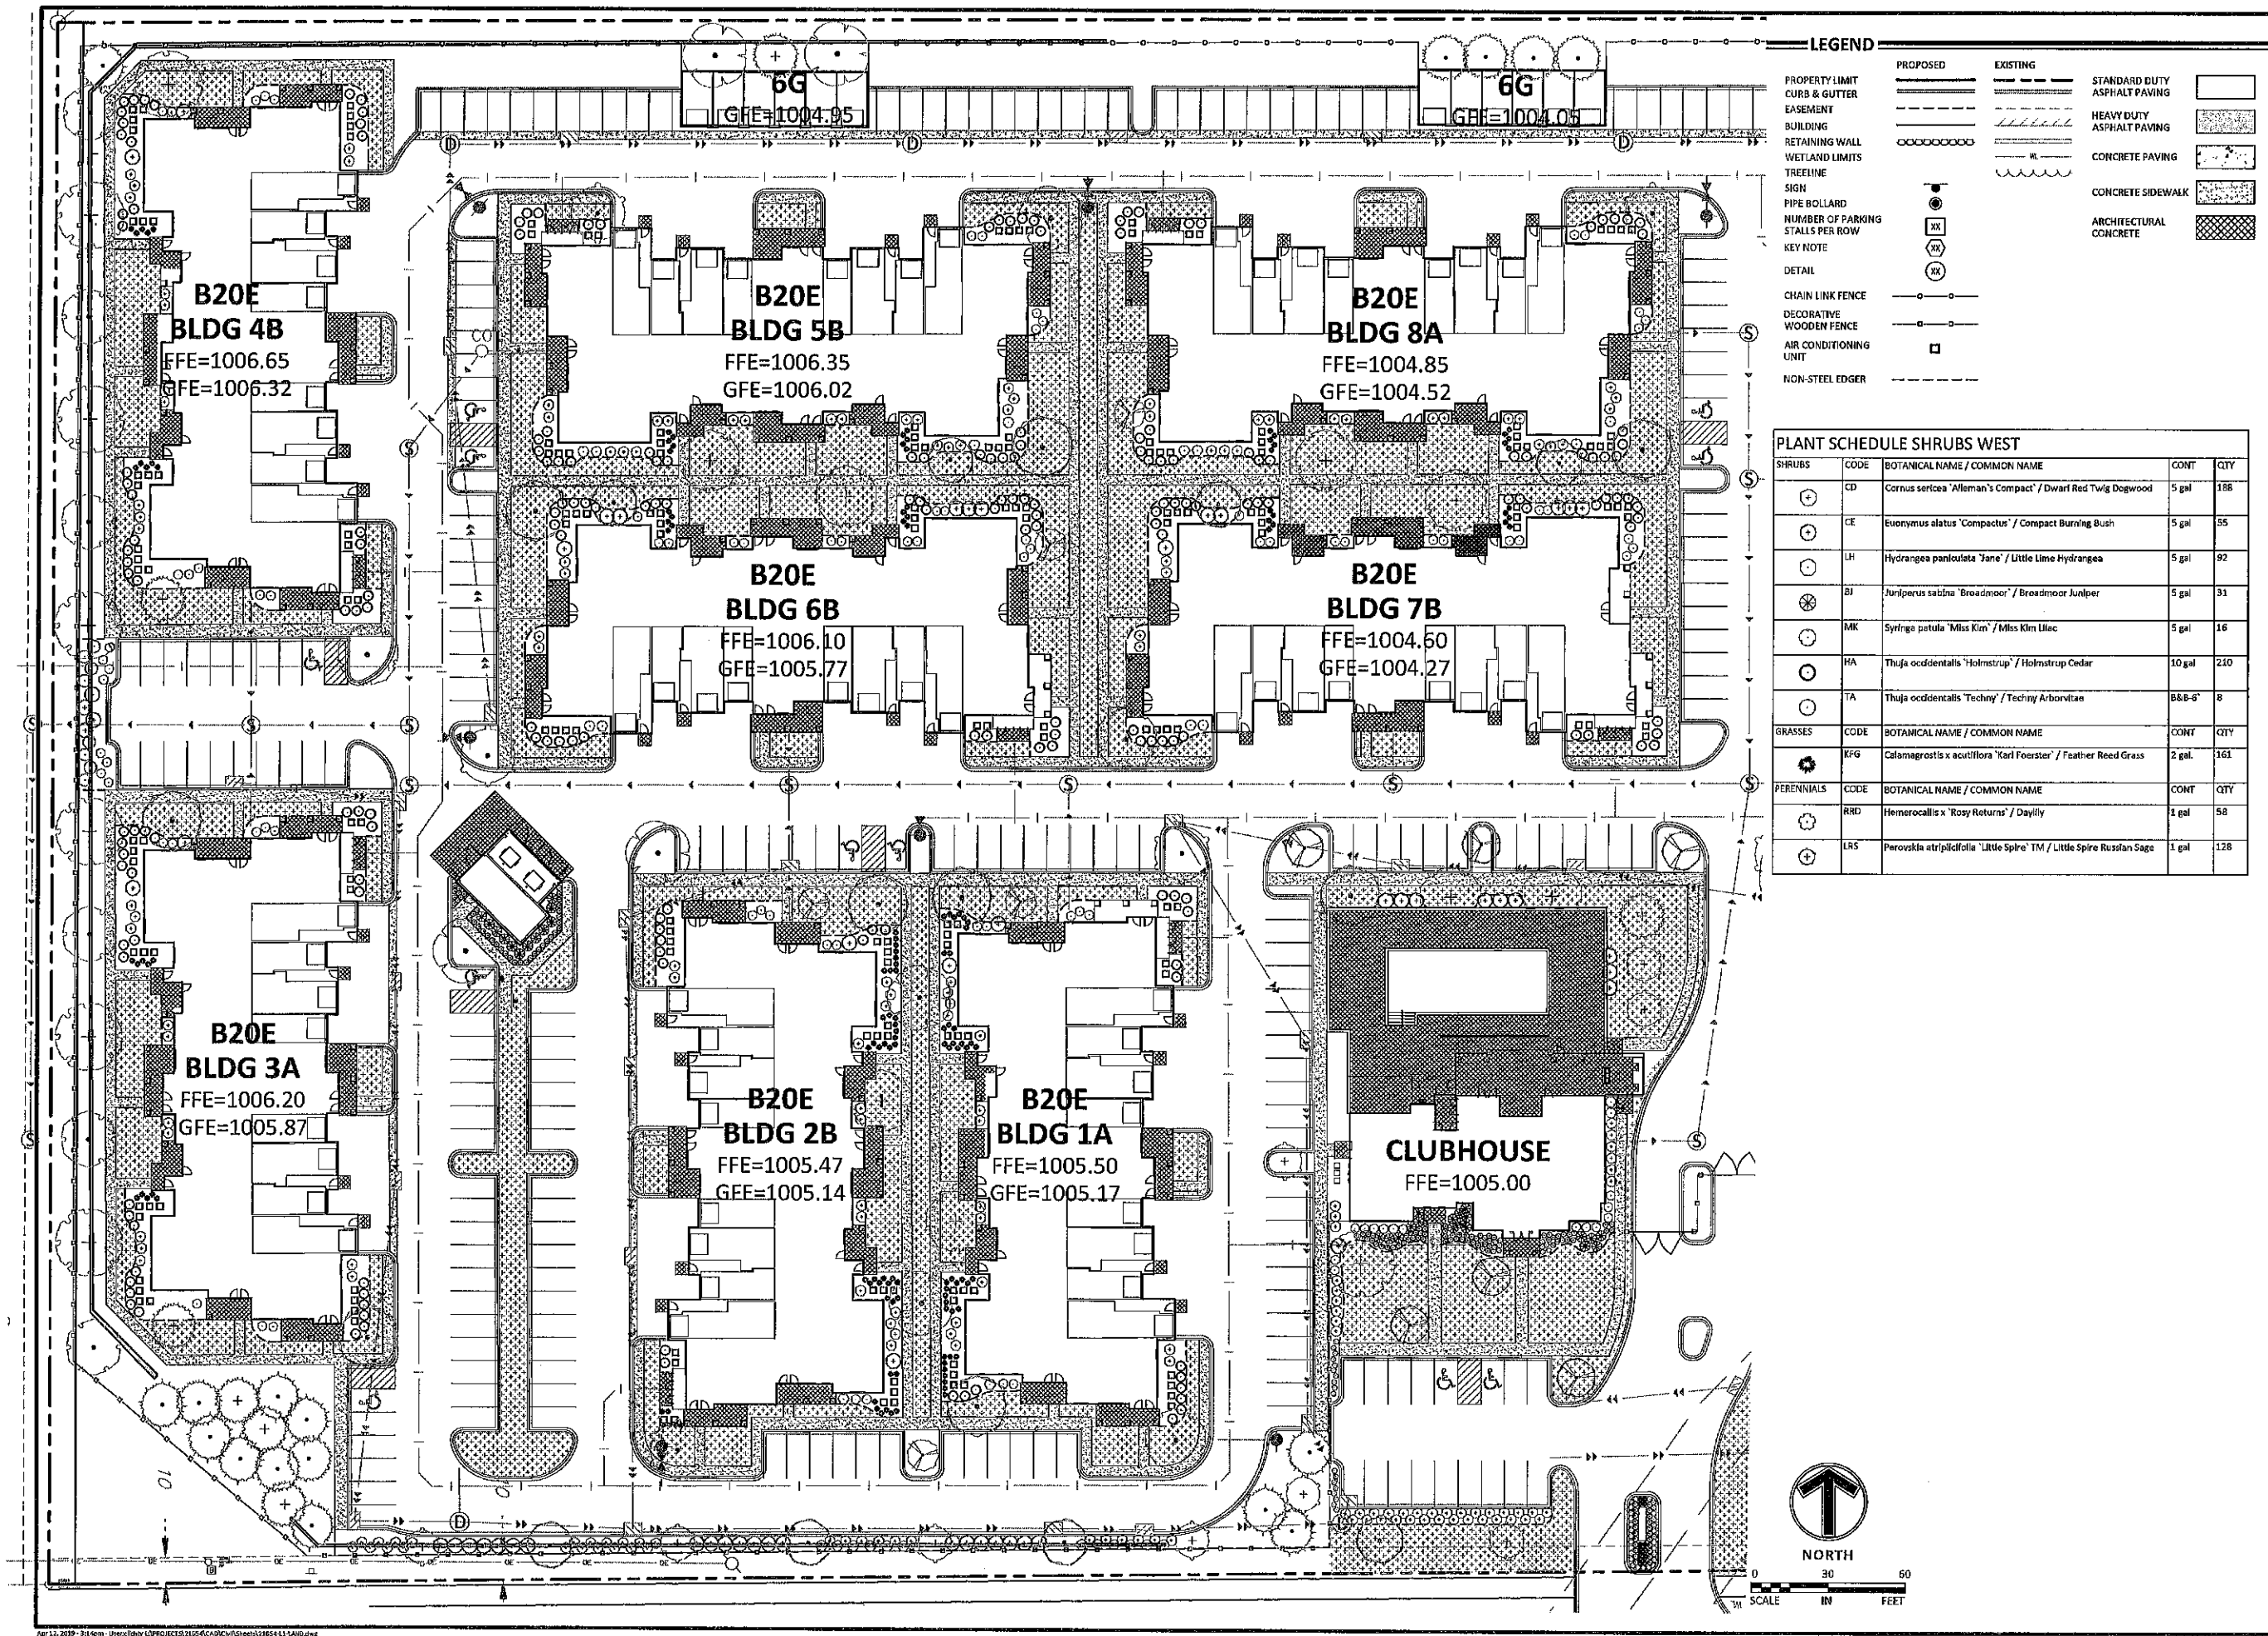 6G
GFE=1004.95
6G
GFE=1004.05
B20E
BLDG 4B
FFE=1006.65
GFE=1006.32
B20E
BLDG 5B
FFE=1006.35
GFE=1006.02
B20E
BLDG 8A
FFE=1004.85
GFE=1004.52
B20E
BLDG 6B
FFE=1006.10
GFE=1005.77
B20E
BLDG 7B
FFE=1004.60
GFE=1004.27
B20E
BLDG 3A
FFE=1006.20
GFE=1005.87
B20E
BLDG 2B
FFE=1005.47
GFE=1005.14
B20E
BLDG 1A
FFE=1005.50
GFE=1005.17
CLUBHOUSE
FFE=1005.00
D D D
S S
CO
S S
S S S S
S S S S
S S
D
10
OE OE OE OE OE
LEGEND
PROPOSED EXISTING
PROPERTY LIMIT
CURB & GUTTER
EASEMENT
BUILDING
RETAINING WALL
WETLAND LIMITS WL
TREELINE
SIGN
PIPE BOLLARD
NUMBER OF PARKING
STALLS PER ROW XX
KEY NOTE XX
DETAIL XX
CHAIN LINK FENCE
DECORATIVE
WOODEN FENCE
AIR CONDITIONING
UNIT
NON-STEEL EDGER
STANDARD DUTY
ASPHALT PAVING
HEAVY DUTY
ASPHALT PAVING
CONCRETE PAVING
CONCRETE SIDEWALK
ARCHITECTURAL
CONCRETE
PLANT SCHEDULE SHRUBS WEST
SHRUBS CODE BOTANICAL NAME / COMMON NAME CONT QTY
CD Cornus sericea `Alleman's Compact` / Dwarf Red Twig Dogwood 5 gal 188
CE Euonymus alatus `Compactus` / Compact Burning Bush 5 gal 55
LH Hydrangea paniculata `Jane` / Little Lime Hydrangea 5 gal 92
BJ Juniperus sabina `Broadmoor` / Broadmoor Juniper 5 gal 31
MK Syringa patula `Miss Kim` / Miss Kim Lilac 5 gal 16
HA Thuja occidentalis `Holmstrup` / Holmstrup Cedar 10 gal 210
TA Thuja occidentalis `Techny` / Techny Arborvitae B&B-6` 8
GRASSES CODE BOTANICAL NAME / COMMON NAME CONT QTY
KFG Calamagrostis x acutiflora `Karl Foerster` / Feather Reed Grass 2 gal. 161
PERENNIALS CODE BOTANICAL NAME / COMMON NAME CONT QTY
RRD Hemerocallis x `Rosy Returns` / Daylily 1 gal 58
LRS Perovskia atriplicifolia `Little Spire` TM / Little Spire Russian Sage 1 gal 128
NORTH
0 30 60
SCALE IN FEET